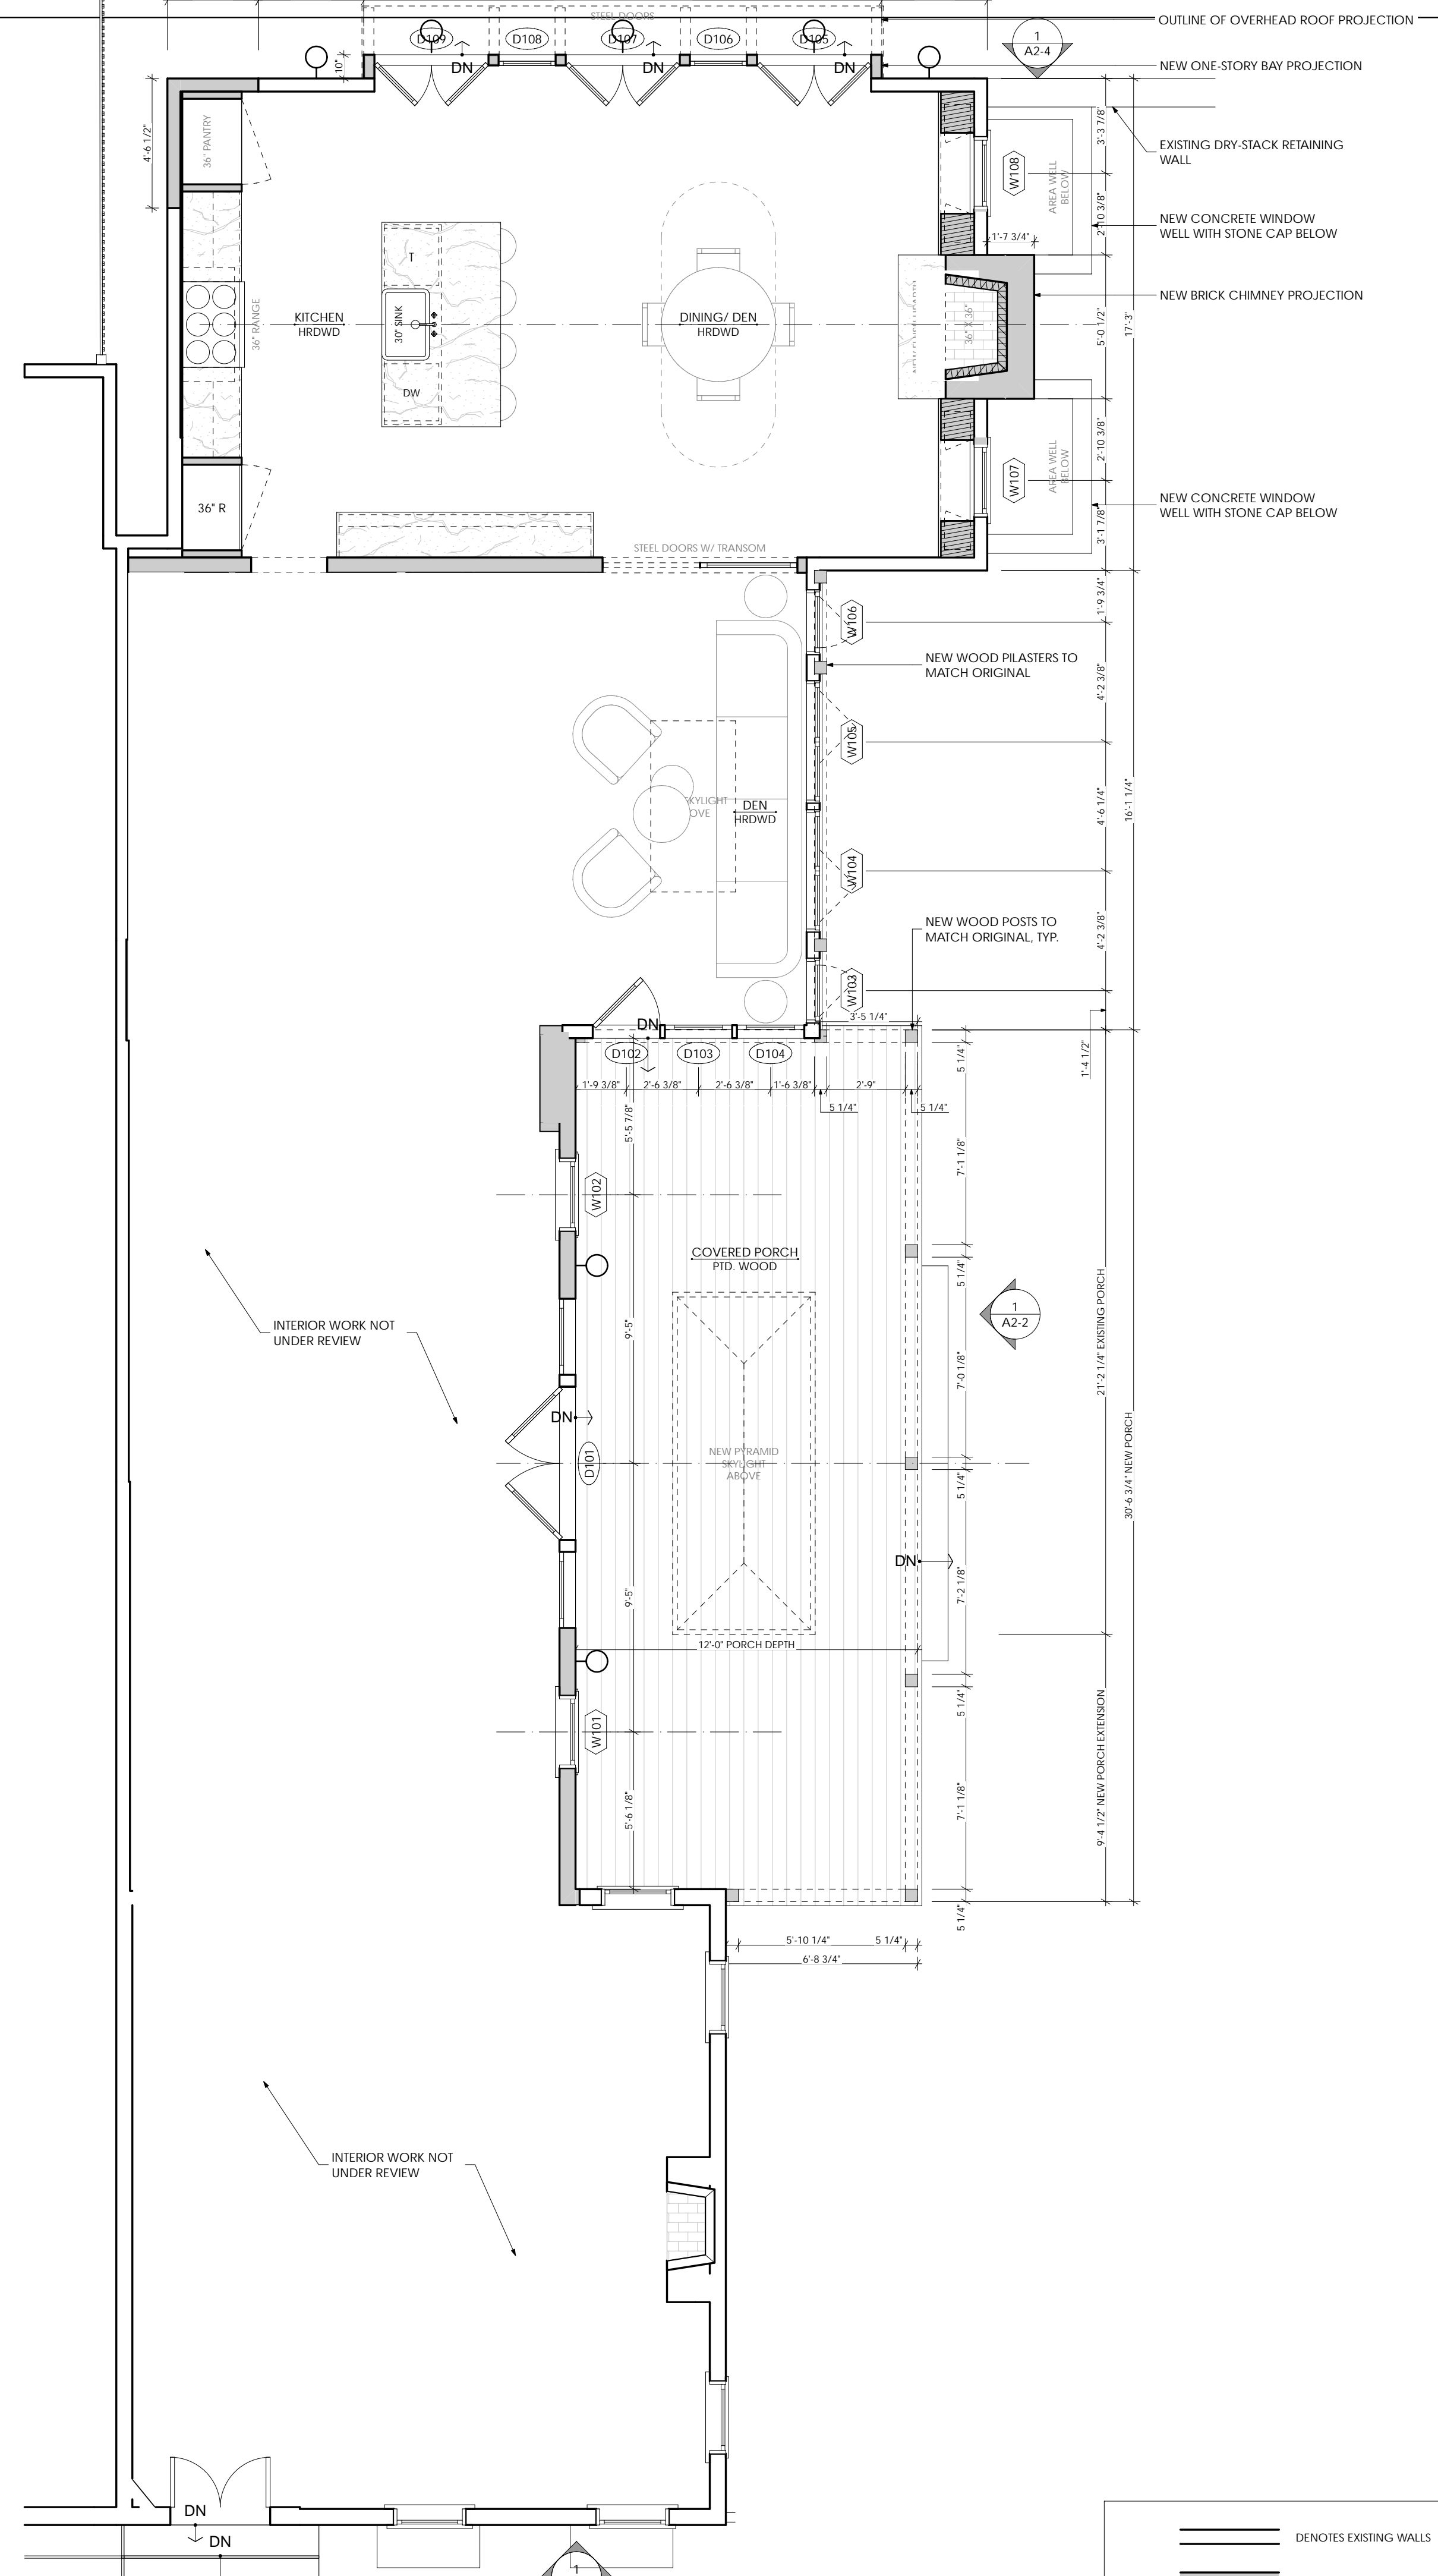 STEEL DOORS
OUTLINE OF OVERHEAD ROOF PROJECTION
D109
D108
D107
D106
D105
1
A2-4
DN
DN
DN
10"
NEW ONE-STORY BAY PROJECTION
4'-6 1/2"
36" PANTRY
3'-3 7/8"
EXISTING DRY-STACK RETAINING
WALL
W108
AREA WELL
BELOW
2'-10 3/8"
NEW CONCRETE WINDOW
WELL WITH STONE CAP BELOW
1'-7 3/4"
T
NEW BRICK CHIMNEY PROJECTION
36" RANGE
KITCHEN
HRDWD
30" SINK
DINING/ DEN
HRDWD
36" X 36"
5'-0 1/2"
17'-3"
DW
2'-10 3/8"
AREA WELL
BELOW
W107
NEW CONCRETE WINDOW
WELL WITH STONE CAP BELOW
36" R
3'-1 7/8"
STEEL DOORS W/ TRANSOM
1'-9 3/4"
W106
NEW WOOD PILASTERS TO
MATCH ORIGINAL
4'-2 3/8"
W105
DEN
HRDWD
4'-6 1/4"
16'-1 1/4"
W104
NEW WOOD POSTS TO
MATCH ORIGINAL, TYP.
4'-2 3/8"
W103
3'-5 1/4"
DN
D102
D103
D104
1'-4 1/2"
5 1/4"
1'-9 3/8"
2'-6 3/8"
2'-6 3/8"
1'-6 3/8"
2'-9"
5 1/4"
5 1/4"
5'-5 7/8"
7'-1 1/8"
W102
COVERED PORCH
PTD. WOOD
5 1/4"
1
A2-2
INTERIOR WORK NOT
UNDER REVIEW
9'-5"
7'-0 1/8"
21'-2 1/4" EXISTING PORCH
DN
D101
NEW PYRAMID
SKYLIGHT
ABOVE
5 1/4"
30'-6 3/4" NEW PORCH
DN
9'-5"
7'-2 1/8"
12'-0" PORCH DEPTH
W101
5 1/4"
5'-6 1/8"
7'-1 1/8"
9'-4 1/2" NEW PORCH EXTENSION
5 1/4"
5'-10 1/4"
5 1/4"
6'-8 3/4"
INTERIOR WORK NOT
UNDER REVIEW
DN
DN
1
DENOTES EXISTING WALLS